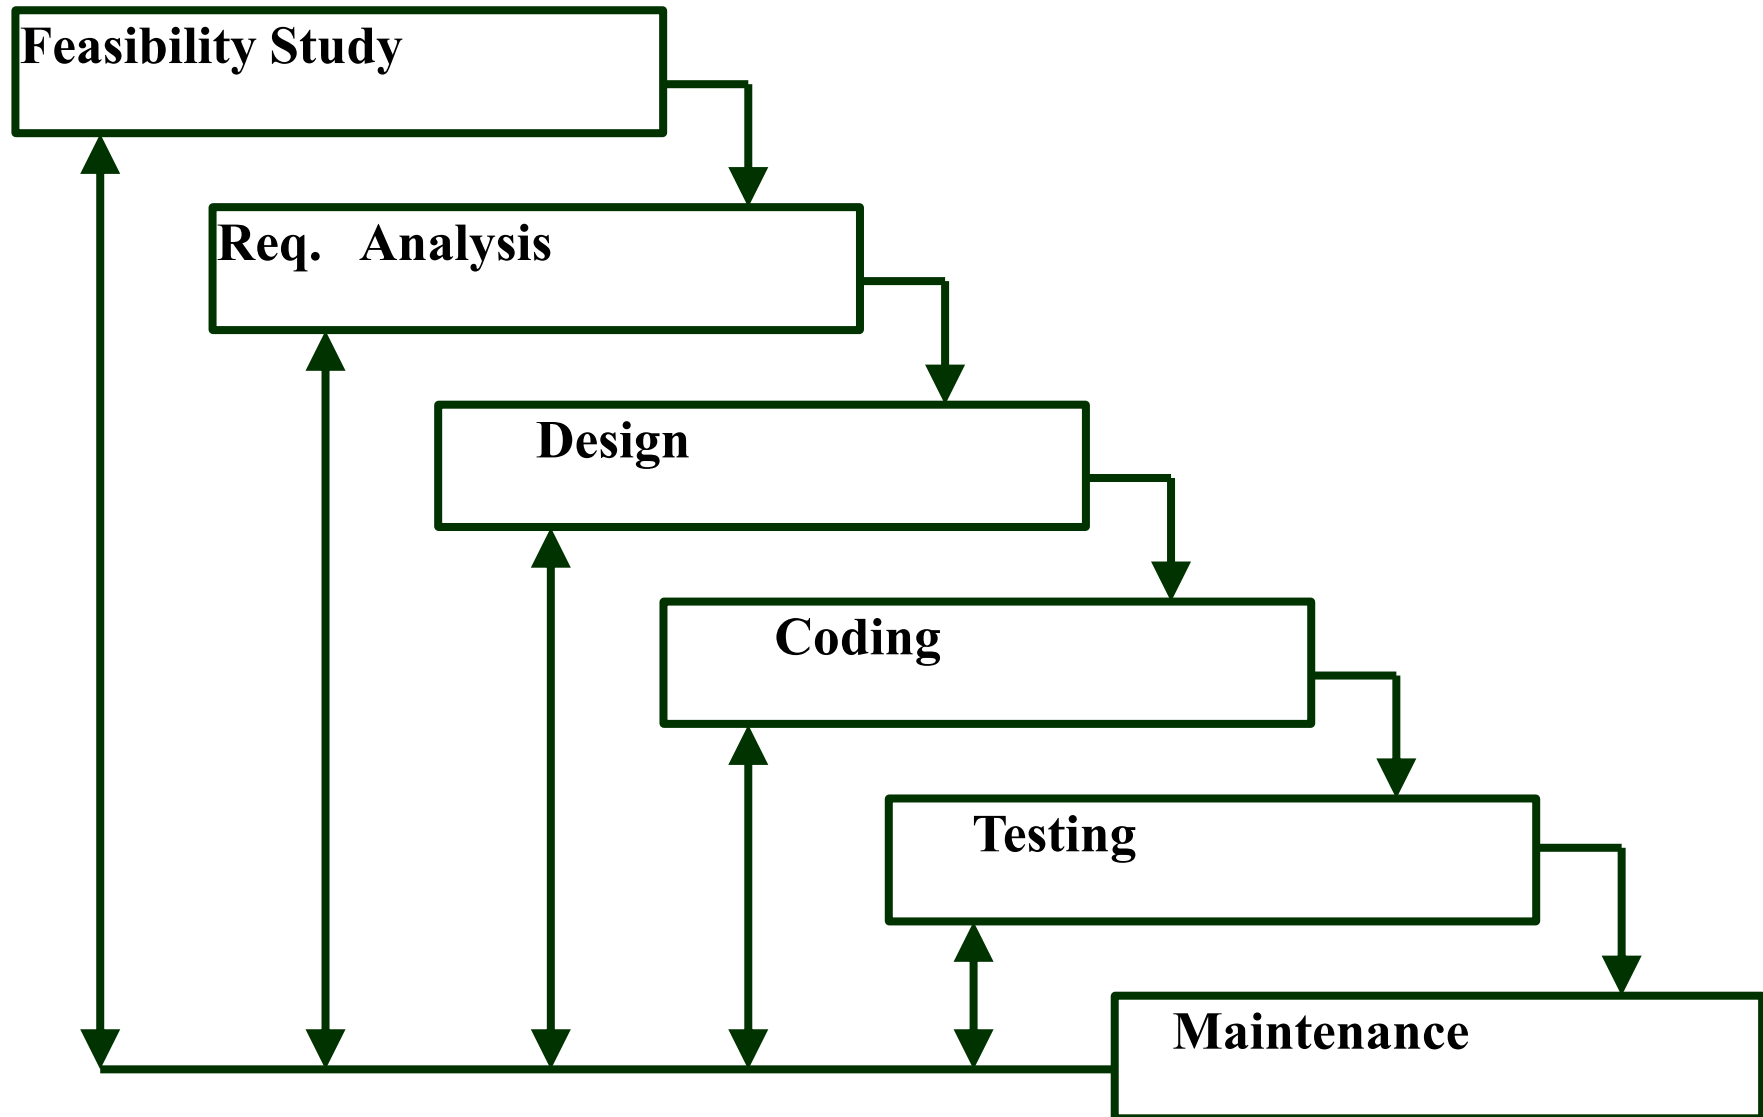 Feasibility Study
Req. Analysis
Design
Coding
Testing
Maintenance